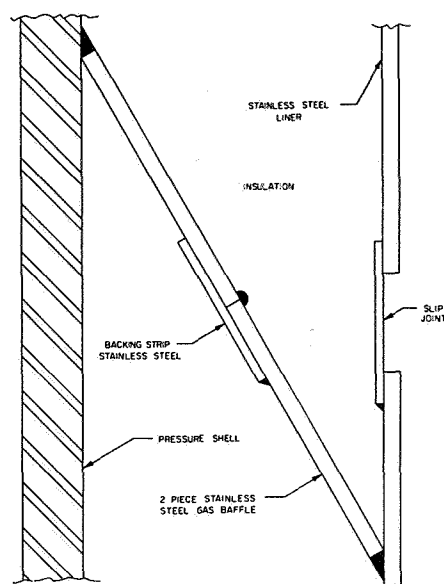 STAINLESS STEEL
LINER
INSULATION
SLIP
JOINT
BACKING STRIP
STAINLESS STEEL
PRESSURE SHELL
2 PIECE STAINLESS
STEEL GAS BAFFLE